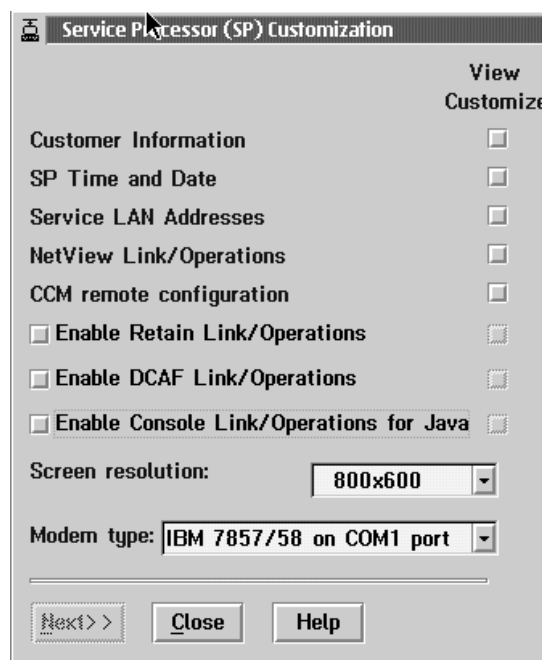 Service Processor (SP) Customization
View
Customize
Customer Information
SP Time and Date
Service LAN Addresses
NetView Link/Operations
CCM remote configuration
Enable Retain Link/Operations
Enable DCAF Link/Operations
Enable Console Link/Operations for Java
Screen resolution: 800x600
Modem type: IBM 7857/58 on COM1 port
Next>> Close Help